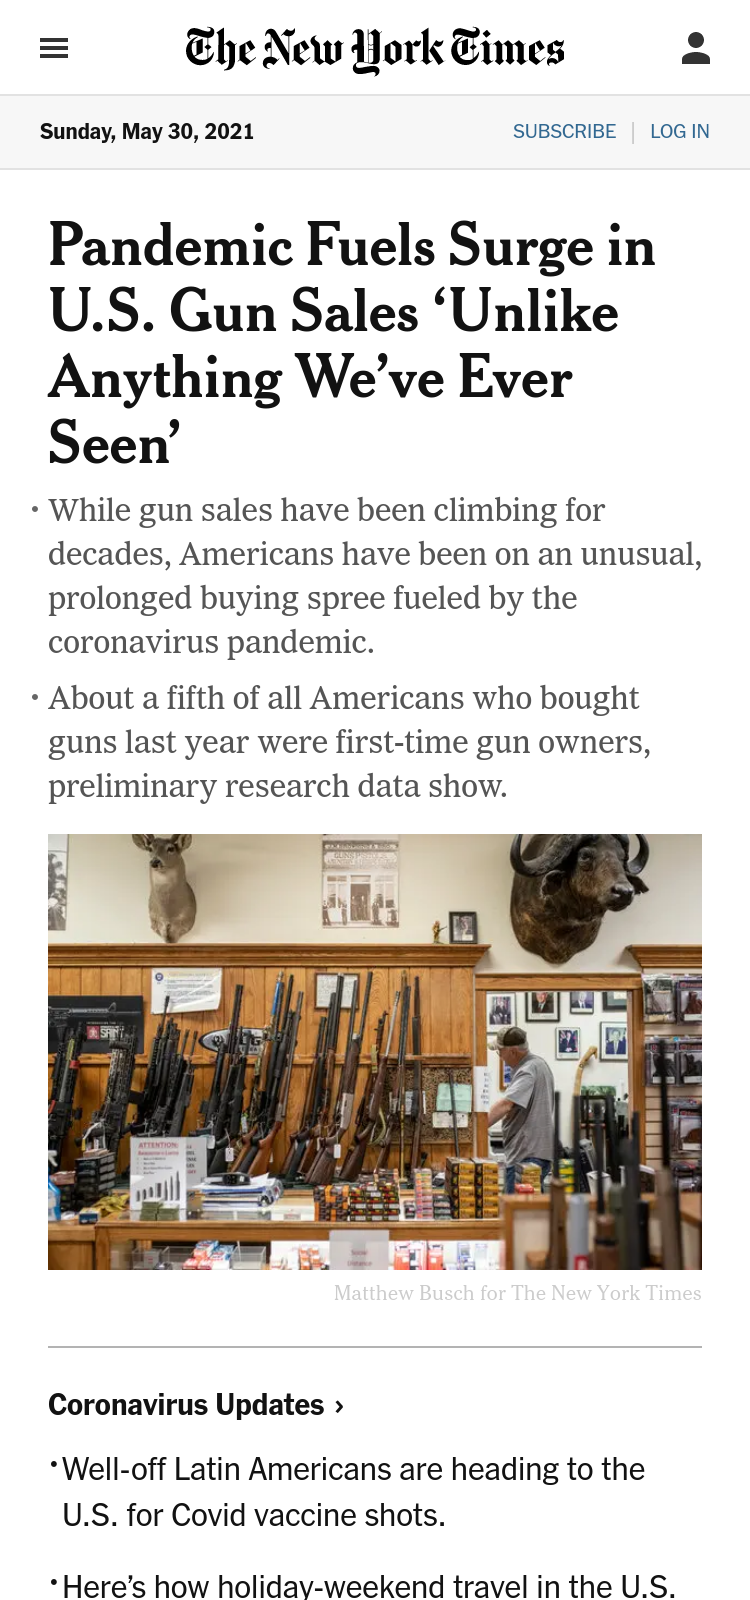 The New York Times
Sunday, May 30, 2021
SUBSCRIBE | LOG IN
Pandemic Fuels Surge in
U.S. Gun Sales ‘Unlike
Anything We’ve Ever
Seen’
• While gun sales have been climbing for
decades, Americans have been on an unusual,
prolonged buying spree fueled by the
coronavirus pandemic.
• About a fifth of all Americans who bought
guns last year were first-time gun owners,
preliminary research data show.
ATTENTION:
Social
Distance
Matthew Busch for The New York Times
Coronavirus Updates ›
• Well-off Latin Americans are heading to the
U.S. for Covid vaccine shots.
• Here’s how holiday-weekend travel in the U.S.